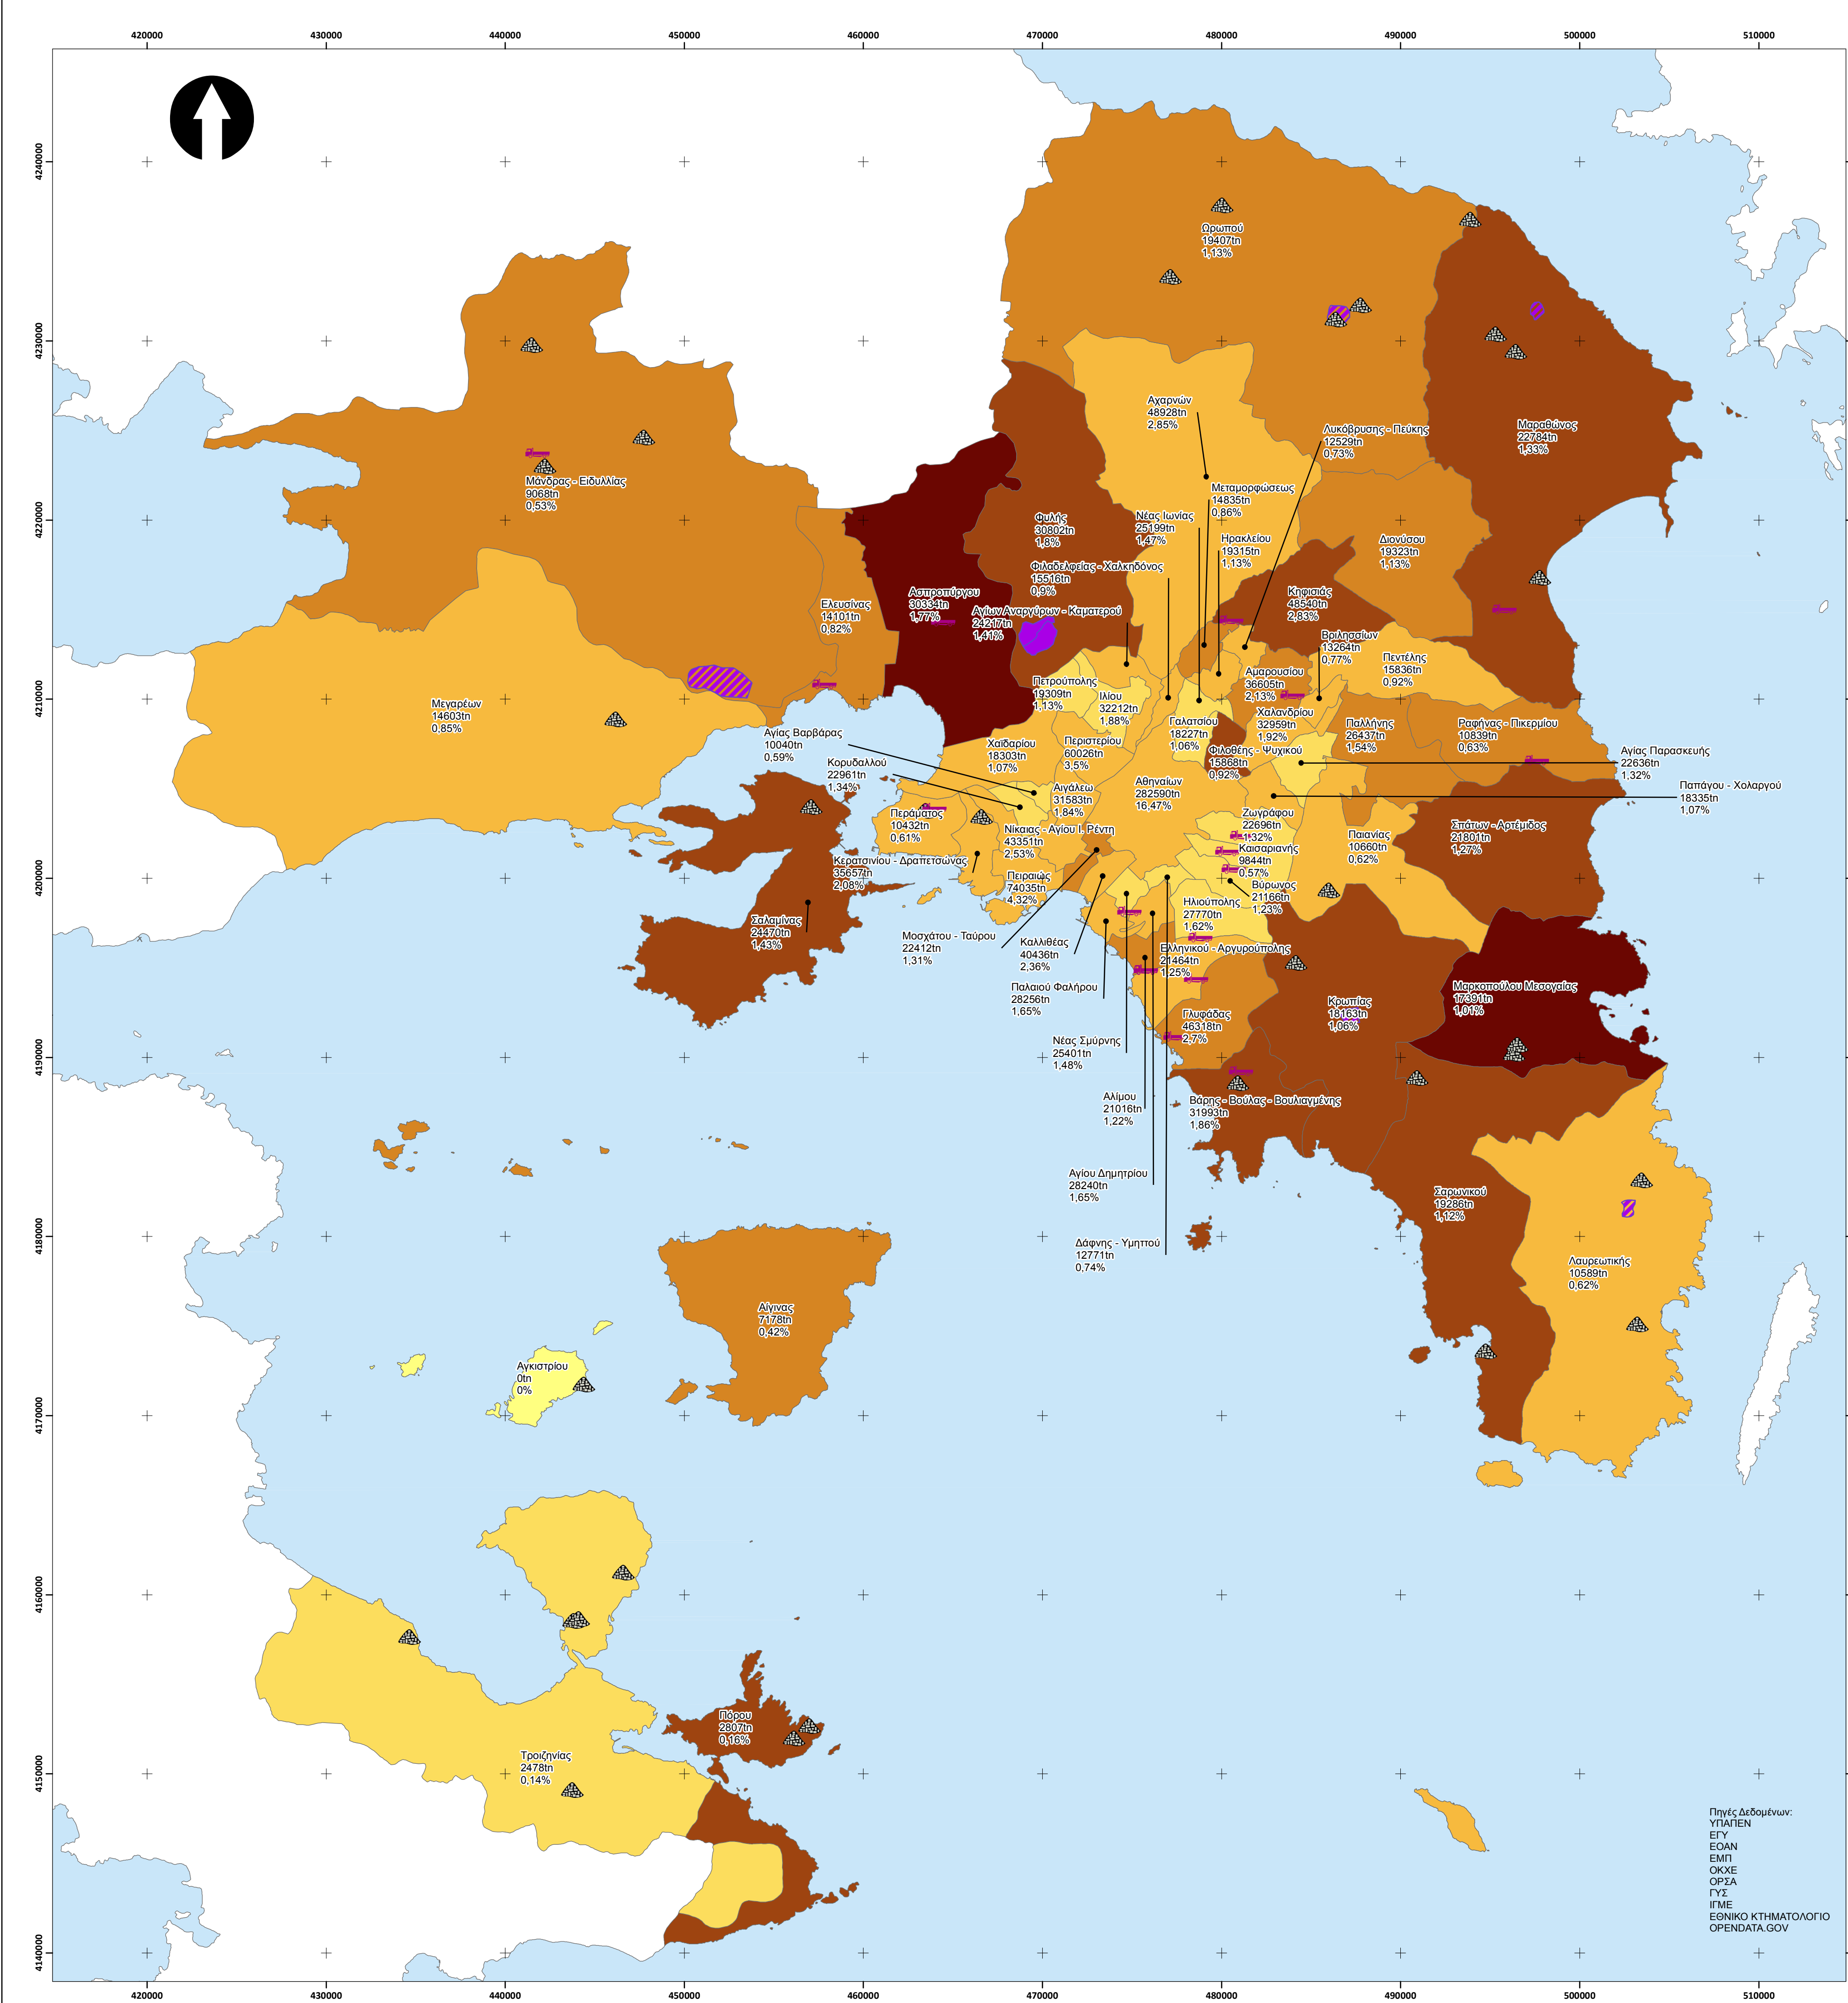 420000 430000 440000 450000 460000 470000 480000 490000 500000 510000
4240000
4230000
4220000
4210000
4200000
4190000
4180000
4170000
4160000
4150000
4140000
Ωρωπού
19407tn
1,13%
Αχαρνών
48928tn
2,85%
Μαραθώνος
22784tn
1,33%
Λυκόβρυσης - Πεύκης
12529tn
0,73%
Μάνδρας - Ειδυλλίας
9068tn
0,53%
Μεταμορφώσεως
14835tn
0,86%
Φυλής
30802tn
1,8%
Νέας Ιωνίας
25199tn
1,47%
Ηρακλείου
19315tn
1,13%
Διονύσου
19323tn
1,13%
Φιλαδελφείας - Χαλκηδόνος
15516tn
0,9%
Ασπροπύργου
30334tn
1,77%
Κηφισιάς
48540tn
2,83%
Ελευσίνας
14101tn
0,82%
Αγίων Αναργύρων - Καματερού
24217tn
1,41%
Βριλησσίων
13264tn
0,77%
Πεντέλης
15836tn
0,92%
Αμαρουσίου
36605tn
2,13%
Πετρούπολης
19309tn
1,13%
Ιλίου
32212tn
1,88%
Μεγαρέων
14603tn
0,85%
Χαλανδρίου
32959tn
1,92%
Γαλατσίου
18227tn
1,06%
Παλλήνης
26437tn
1,54%
Ραφήνας - Πικερμίου
10839tn
0,63%
Αγίας Βαρβάρας
10040tn
0,59%
Χαϊδαρίου
18303tn
1,07%
Περιστερίου
60026tn
3,5%
Φιλοθέης - Ψυχικού
15868tn
0,92%
Αγίας Παρασκευής
22636tn
1,32%
Κορυδαλλού
22961tn
1,34%
Αθηναίων
282590tn
16,47%
Αιγάλεω
31583tn
1,84%
Παπάγου - Χολαργού
18335tn
1,07%
Περάματος
10432tn
0,61%
Ζωγράφου
22696tn
1,32%
Νίκαιας - Αγίου Ι. Ρέντη
43351tn
2,53%
Παιανίας
10660tn
0,62%
Σπάτων - Αρτέμιδος
21801tn
1,27%
Καισαριανής
9844tn
0,57%
Κερατσινίου - Δραπετσώνας
35657tn
2,08%
Πειραιώς
74035tn
4,32%
Βύρωνος
21166tn
1,23%
Ηλιούπολης
27770tn
1,62%
Σαλαμίνας
24470tn
1,43%
Μοσχάτου - Ταύρου
22412tn
1,31%
Καλλιθέας
40436tn
2,36%
Ελληνικού - Αργυρούπολης
21464tn
1,25%
Παλαιού Φαλήρου
28256tn
1,65%
Μαρκοπούλου Μεσογαίας
17391tn
1,01%
Κρωπίας
18163tn
1,06%
Γλυφάδας
46318tn
2,7%
Νέας Σμύρνης
25401tn
1,48%
Αλίμου
21016tn
1,22%
Βάρης - Βούλας - Βουλιαγμένης
31993tn
1,86%
Αγίου Δημητρίου
28240tn
1,65%
Σαρωνικού
19286tn
1,12%
Δάφνης - Υμηττού
12771tn
0,74%
Λαυρεωτικής
10589tn
0,62%
Αίγινας
7178tn
0,42%
Αγκιστρίου
0tn
0%
Πόρου
2807tn
0,16%
Τροιζηνίας
2478tn
0,14%
Πηγές Δεδομένων:
ΥΠΑΠΕΝ
ΕΓΥ
ΕΟΑΝ
ΕΜΠ
ΟΚΧΕ
ΟΡΣΑ
ΓΥΣ
ΙΓΜΕ
ΕΘΝΙΚΟ ΚΤΗΜΑΤΟΛΟΓΙΟ
OPENDATA.GOV
420000 430000 440000 450000 460000 470000 480000 490000 500000 510000